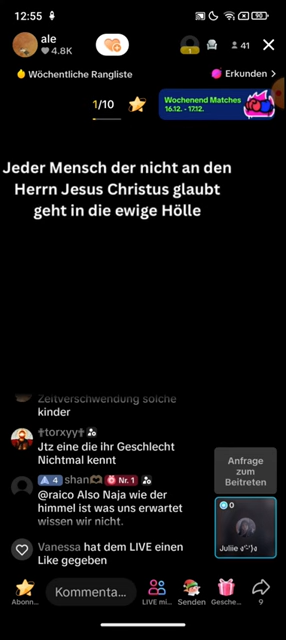 12:55
90
ale
4.8K
1
41
Wöchentliche Rangliste
Erkunden >
1/10
Wochenend Matches
16.12. - 17.12.
Jeder Mensch der nicht an den
Herrn Jesus Christus glaubt
geht in die ewige Hölle
Zeitverschwendung solche
kinder
✝torxyy✝
Jtz eine die ihr Geschlecht
Nichtmal kennt
4 shan Nr. 1
@raico Also Naja wie der
himmel ist was uns erwartet
wissen wir nicht.
Vanessa hat dem LIVE einen
Like gegeben
Anfrage
zum
Beitreten
0
Juliie
Kommenta...
Abonn...
LIVE mi...
Senden
Gesche...
9